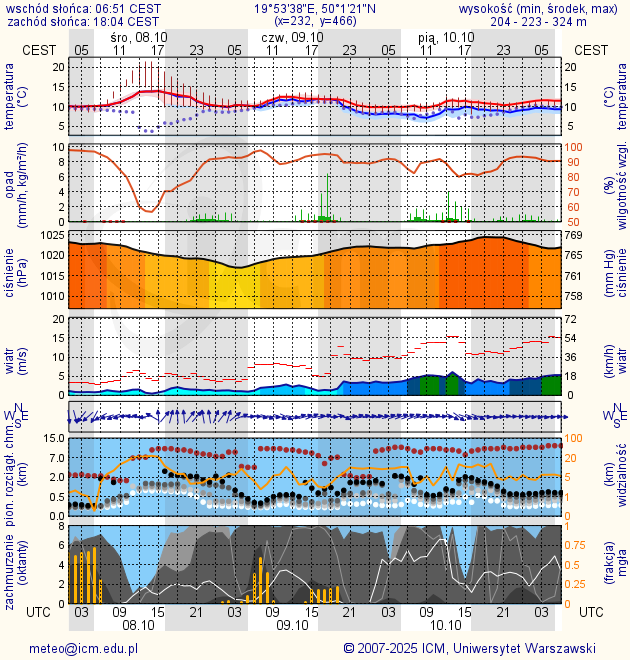 wschód słońca: 06:51 CEST 19°53'38"E, 50°1'21"N wysokość (min, środek, max)
zachód słońca: 18:04 CEST (x=232, y=466) 204 - 223 - 324 m
śro, 08.10 czw, 09.10 pią, 10.10
CEST 05 11 17 23 05 11 17 23 05 11 17 23 05 CEST
temperatura (°C) 20 15 10 5 20 15 10 5 temperatura (°C)
opad (mm/h, kg/m²/h) 10 8 6 4 2 0 100 90 80 70 60 50 (%) wilgotność wzgl.
ciśnienie (hPa) 1025 1020 1015 1010 769 765 761 758 (mm Hg) ciśnienie
wiatr (m/s) 20 15 10 5 0 72 54 36 18 0 (km/h) wiatr
N W E S N W E S
pion. rozciągł. chm. (km) 15.0 7.0 2.0 0.5 0.0 100 20 5 1 0 (km) widzialność
zachmurzenie (oktanty) 8 6 4 2 0 1 0.75 0.5 0.25 0 (frakcja) mgła
UTC 03 09 15 21 03 09 15 21 03 09 15 21 03 UTC
08.10 09.10 10.10
meteo@icm.edu.pl © 2007-2025 ICM, Uniwersytet Warszawski